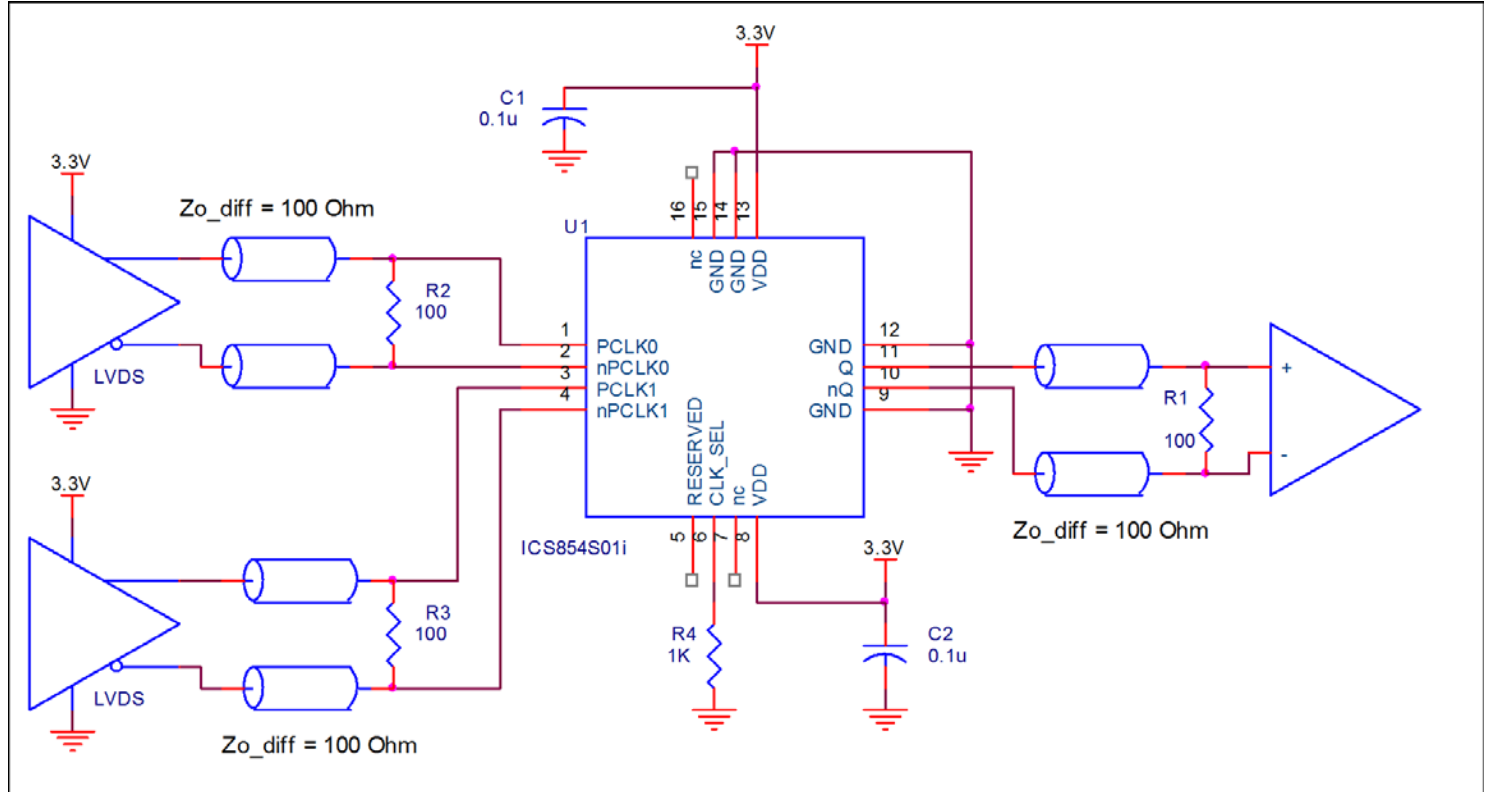 3.3V
C1
0.1u
3.3V
Zo_diff = 100 Ohm
16
15
14
13
U1
nc
GND
GND
VDD
R2
100
LVDS
1
2
3
4
PCLK0
nPCLK0
PCLK1
nPCLK1
12
11
10
9
GND
Q
nQ
GND
R1
100
+
-
Zo_diff = 100 Ohm
RESERVED
CLK_SEL
nc
VDD
5
6
7
8
ICS854S01i
3.3V
3.3V
R3
100
LVDS
Zo_diff = 100 Ohm
R4
1K
C2
0.1u